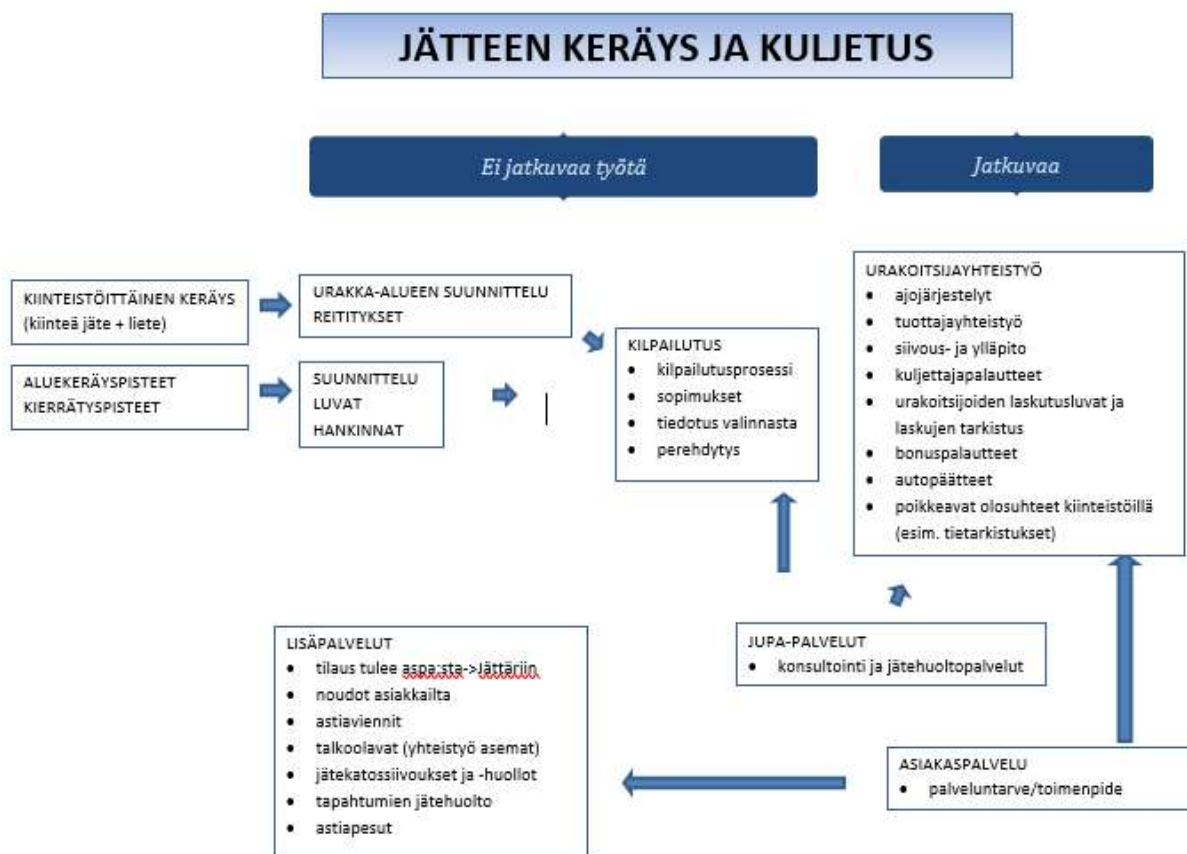 JÄTTEEN KERÄYS JA KULJETUS
Ei jatkuvaa työtä
Jatkuvaa
KIINTEISTÖITTÄINEN KERÄYS
(kiinteä jäte + liete)
URAKKA-ALUEEN SUUNNITTELU
REITITYKSET
ALUEKERÄYSPISTEET
KIERRÄTYSPISTEET
SUUNNITTELU
LUVAT
HANKINNAT
KILPAILUTUS
• kilpailutusprosessi
• sopimukset
• tiedotus valinnasta
• perehdytys
URAKOITSIJAYHTEISTYÖ
• ajojärjestelyt
• tuottajayhteistyö
• siivous- ja ylläpito
• kuljettajapalautteet
• urakoitsijoiden laskutusluvat ja
laskujen tarkistus
• bonuspalautteet
• autopäätteet
• poikkeavat olosuhteet kiinteistöillä
(esim. tietarkistukset)
LISÄPALVELUT
• tilaus tulee aspa:sta->Jättäriin
• noudot asiakkailta
• astiaviennit
• talkoolavat (yhteistyö asemat)
• jätekatossiivoukset ja -huollot
• tapahtumien jätehuolto
• astiapesut
JUPA-PALVELUT
• konsultointi ja jätehuoltopalvelut
ASIAKASPALVELU
• palveluntarve/toimenpide